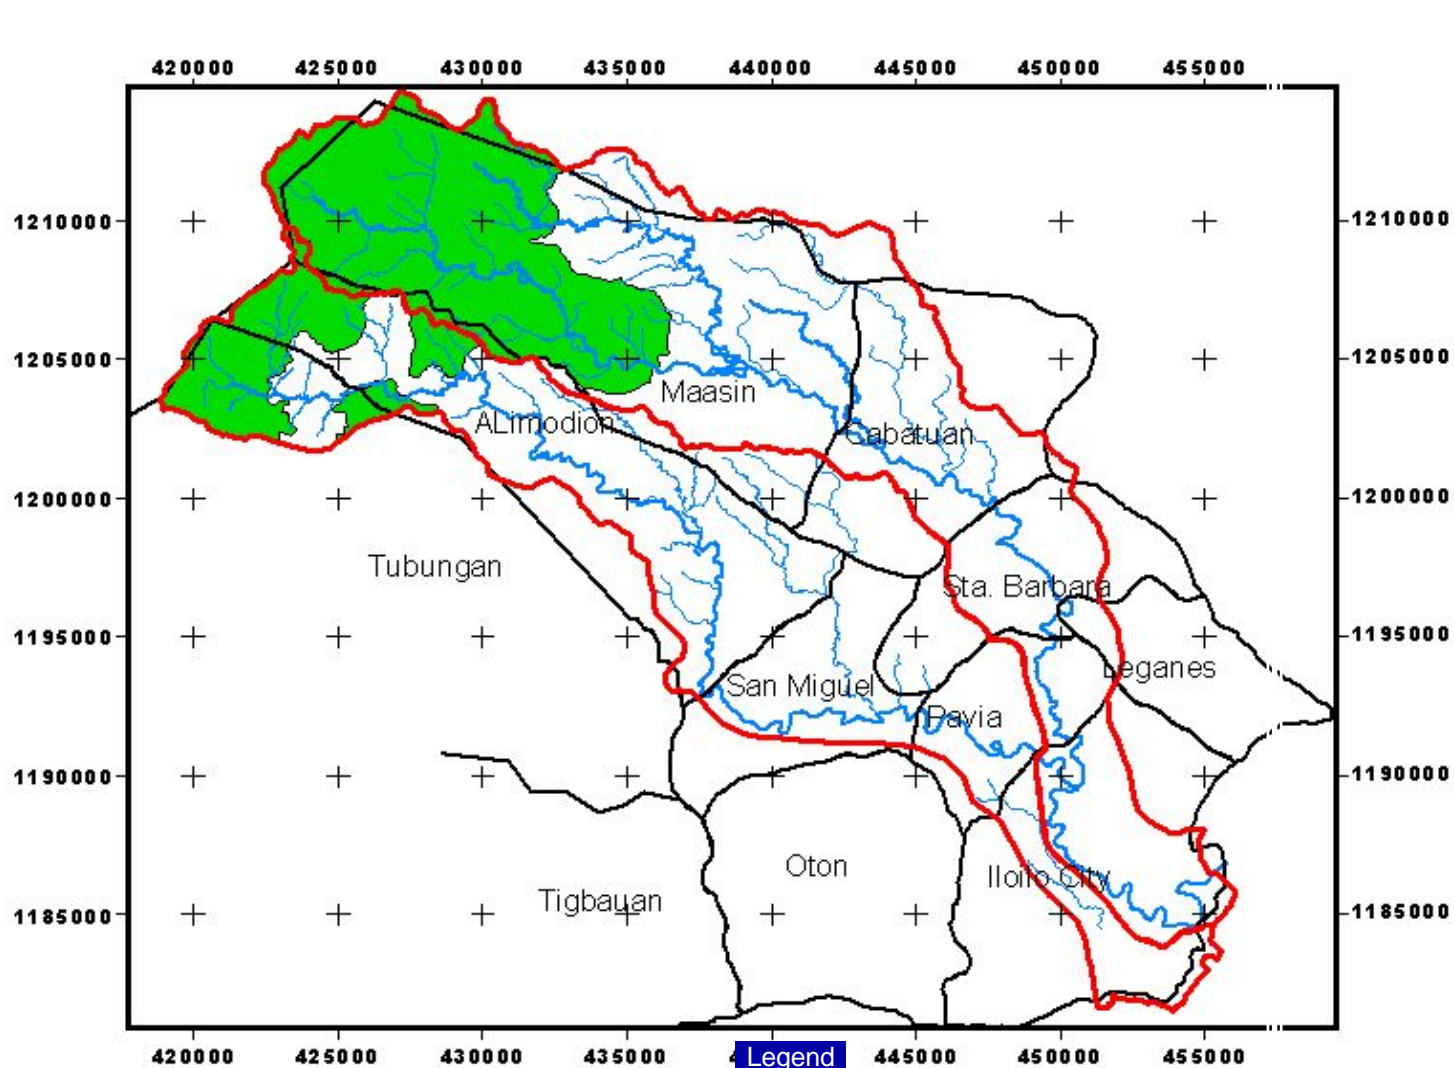 420000 425000 430000 435000 440000 445000 450000 455000
1210000 1210000
1205000 1205000
Maasin
ALimodion Cabatuan
1200000 1200000
Tubungan
Sta. Barbara
1195000 1195000
Leganes
San Miguel
Pavia
1190000 1190000
Oton
Iloilo City
Tigbauan
1185000 1185000
420000 425000 430000 435000 445000 450000 455000
Legend